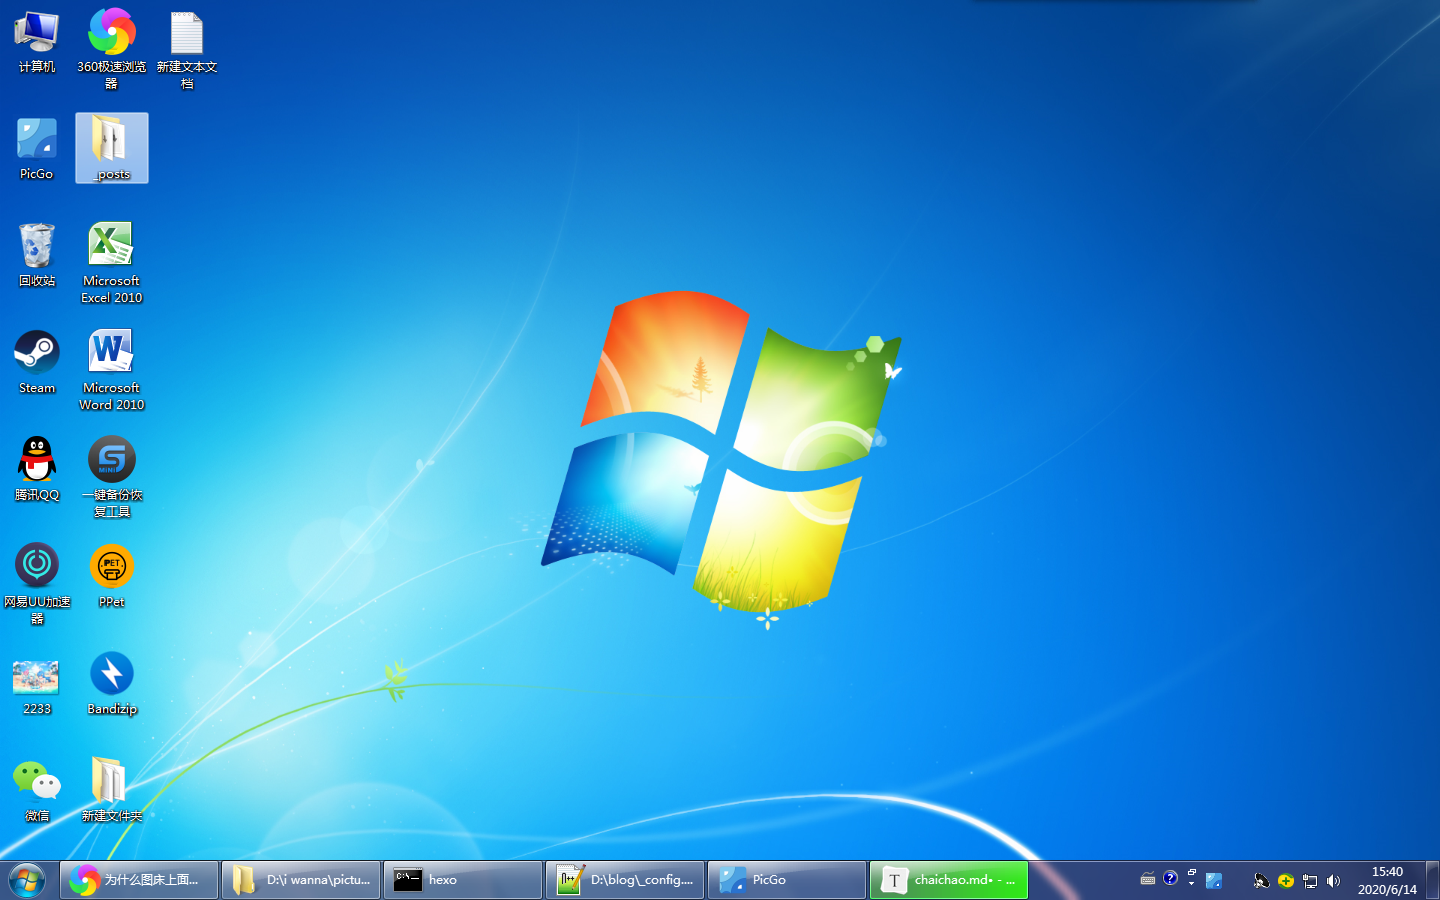 计算机
360极速浏览
器
新建文本文
档
PicGo
_posts
回收站
Microsoft
Excel 2010
Steam
Microsoft
Word 2010
腾讯QQ
MINI
一键备份恢
复工具
网易UU加速
器
PET
PPet
2233
Bandizip
微信
新建文件夹
为什么图床上面...
D:\i wanna\pictu...
C:\
hexo
D:\blog\_config....
PicGo
T
chaichao.md• - ...
15:40
2020/6/14